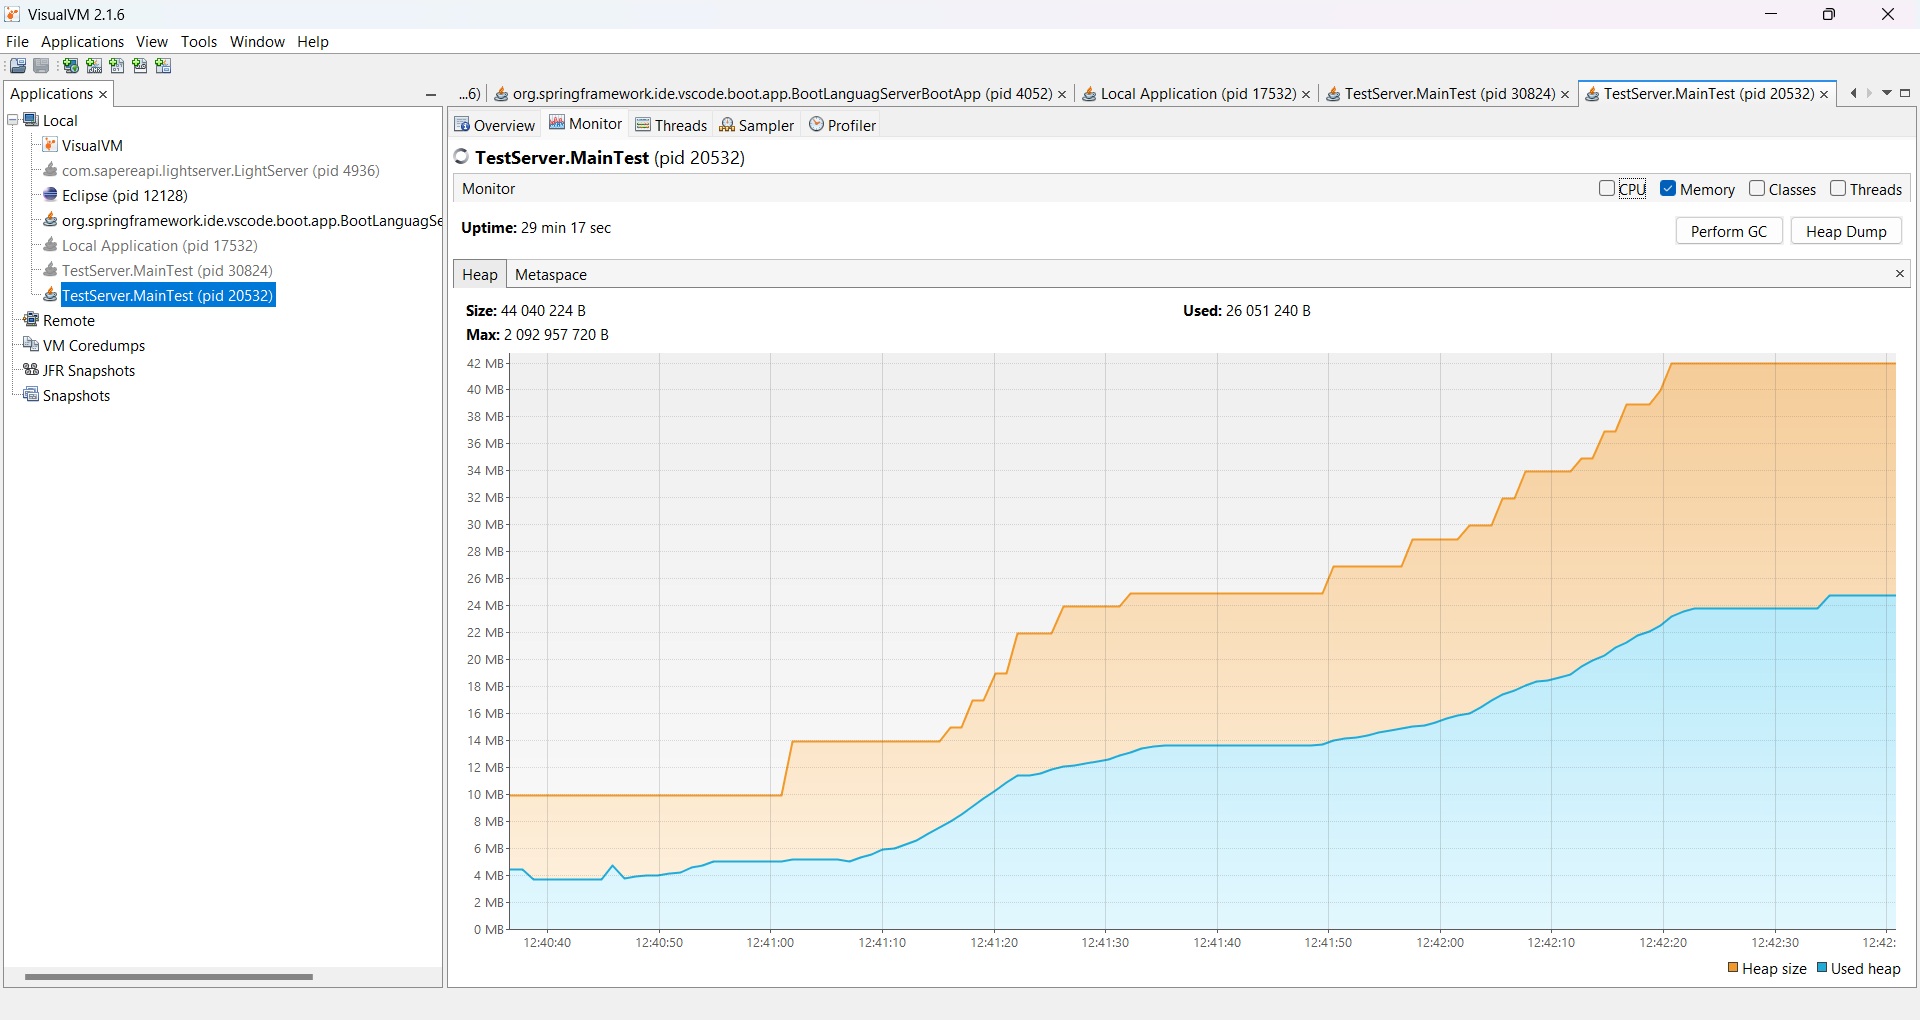 VisualVM 2.1.6
File Applications View Tools Window Help
Applications
Local
VisualVM
com.sapereapi.lightserver.LightServer (pid 4936)
Eclipse (pid 12128)
org.springframework.ide.vscode.boot.app.BootLanguagSe
Local Application (pid 17532)
TestServer.MainTest (pid 30824)
TestServer.MainTest (pid 20532)
Remote
VM Coredumps
JFR Snapshots
Snapshots
...6) org.springframework.ide.vscode.boot.app.BootLanguagServerBootApp (pid 4052) Local Application (pid 17532) TestServer.MainTest (pid 30824) TestServer.MainTest (pid 20532)
Overview Monitor Threads Sampler Profiler
TestServer.MainTest (pid 20532)
Monitor CPU Memory Classes Threads
Uptime: 29 min 17 sec
Perform GC Heap Dump
Heap Metaspace
Size: 44 040 224 B Used: 26 051 240 B
Max: 2 092 957 720 B
42 MB
40 MB
38 MB
36 MB
34 MB
32 MB
30 MB
28 MB
26 MB
24 MB
22 MB
20 MB
18 MB
16 MB
14 MB
12 MB
10 MB
8 MB
6 MB
4 MB
2 MB
0 MB
12:40:40 12:40:50 12:41:00 12:41:10 12:41:20 12:41:30 12:41:40 12:41:50 12:42:00 12:42:10 12:42:20 12:42:30 12:42:
Heap size Used heap